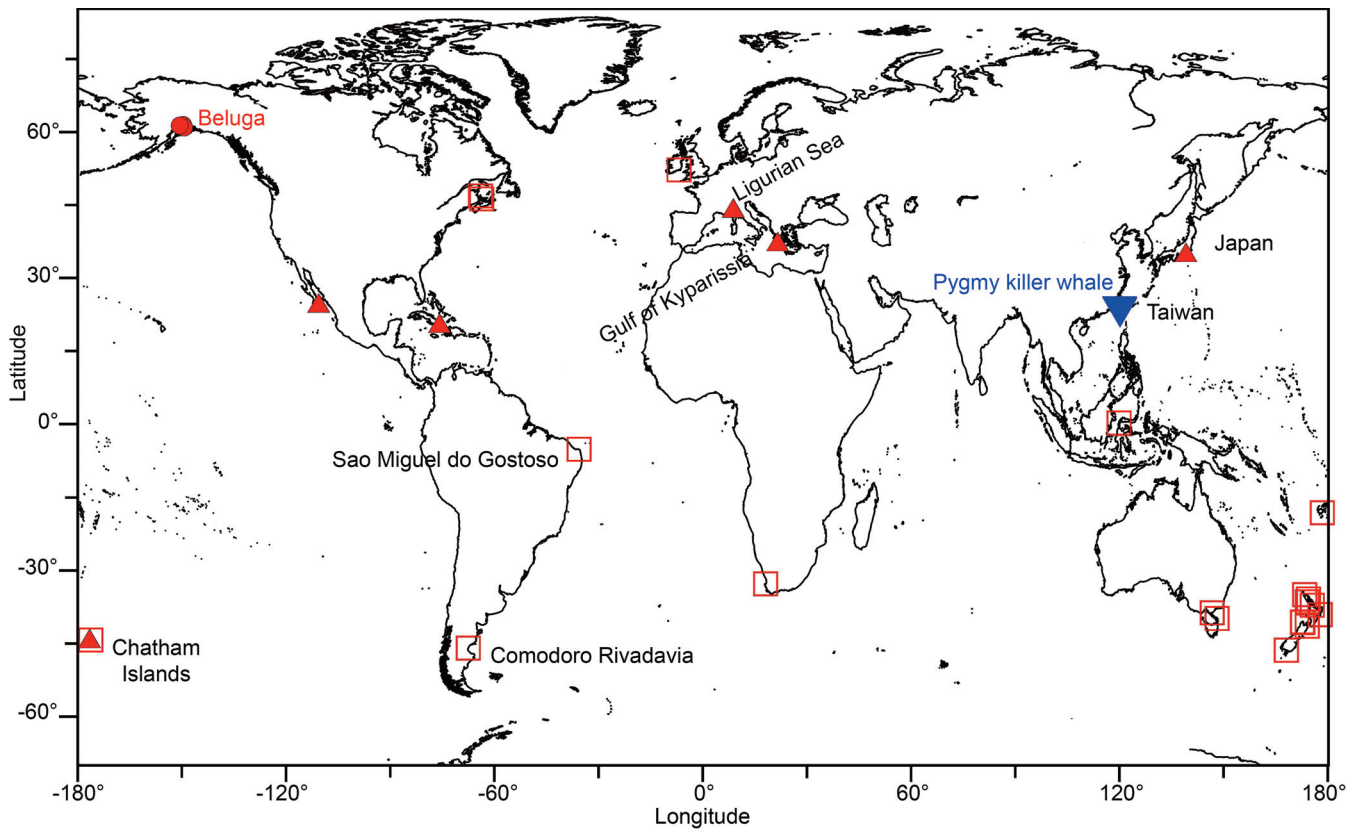 60°
30°
0°
-30°
-60°
Latitude
Beluga
Ligurian Sea
Gulf of Kyparissia
Japan
Pygmy killer whale
Taiwan
Sao Miguel do Gostoso
Comodoro Rivadavia
Chatham
Islands
-180°
-120°
-60°
0°
60°
120°
180°
Longitude